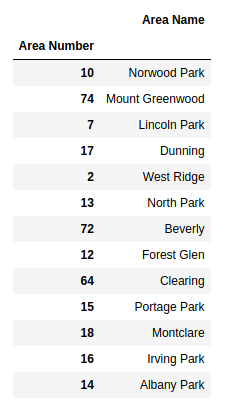 Area Name
Area Number
10 Norwood Park
74 Mount Greenwood
7 Lincoln Park
17 Dunning
2 West Ridge
13 North Park
72 Beverly
12 Forest Glen
64 Clearing
15 Portage Park
18 Montclare
16 Irving Park
14 Albany Park